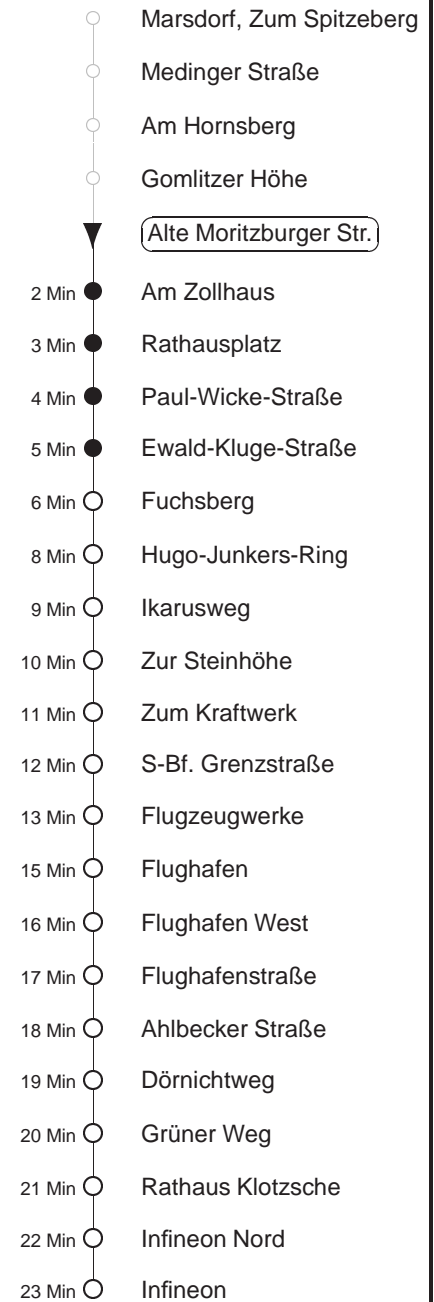 Marsdorf, Zum Spitzeberg
Medinger Straße
Am Hornsberg
Gomlitzer Höhe
Alte Moritzburger Str.
2 Min Am Zollhaus
3 Min Rathausplatz
4 Min Paul-Wicke-Straße
5 Min Ewald-Kluge-Straße
6 Min Fuchsberg
8 Min Hugo-Junkers-Ring
9 Min Ikarusweg
10 Min Zur Steinhöhe
11 Min Zum Kraftwerk
12 Min S-Bf. Grenzstraße
13 Min Flugzeugwerke
15 Min Flughafen
16 Min Flughafen West
17 Min Flughafenstraße
18 Min Ahlbecker Straße
19 Min Dörnichtweg
20 Min Grüner Weg
21 Min Rathaus Klotzsche
22 Min Infineon Nord
23 Min Infineon